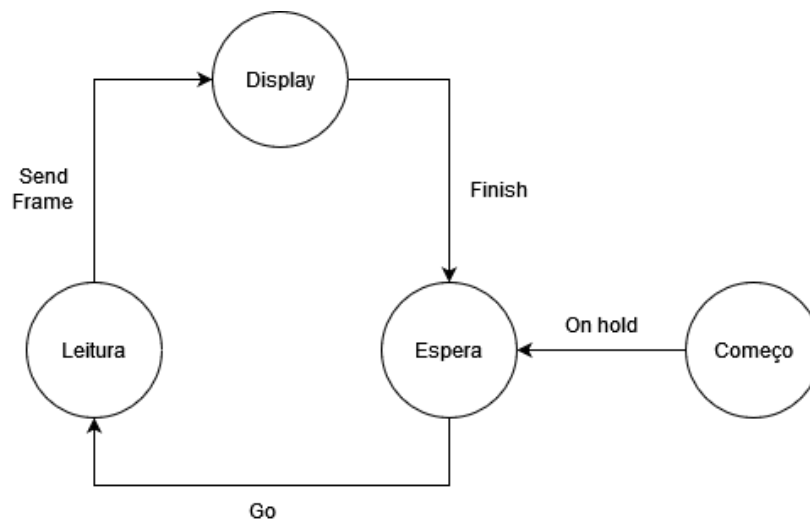 Display
Send
Frame
Finish
Leitura
Espera
On hold
Começo
Go